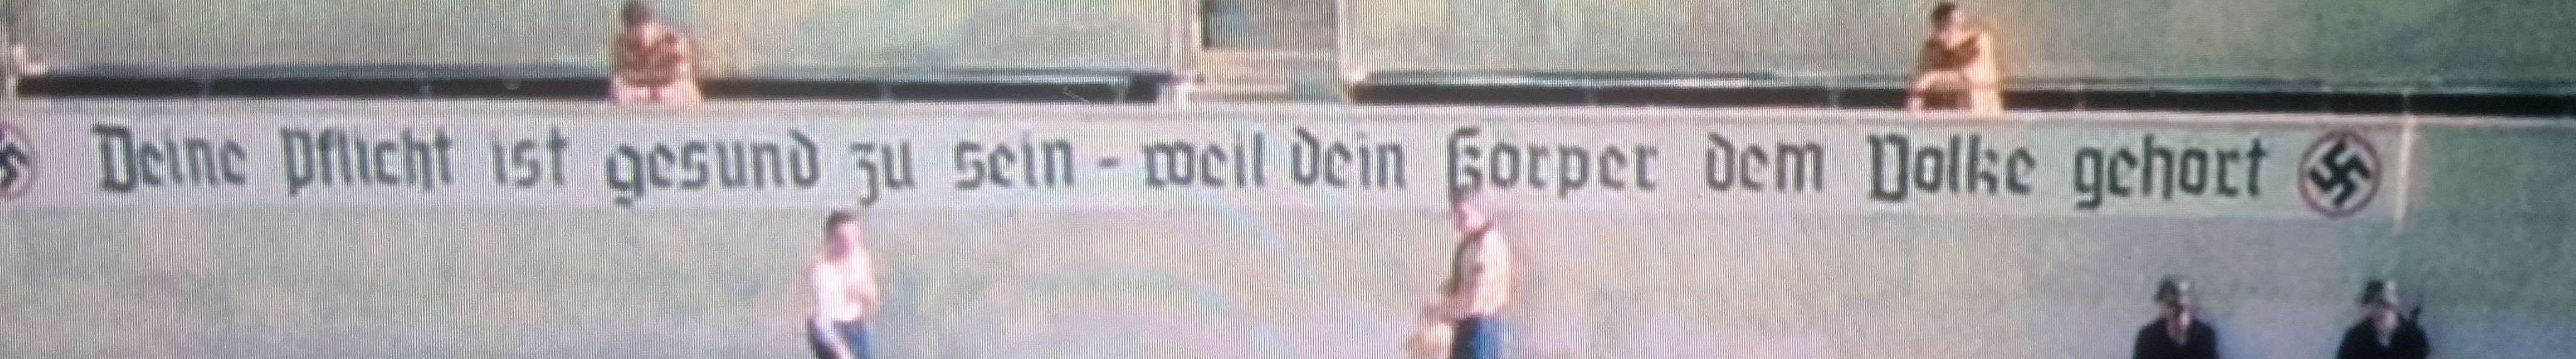 Deine Pflicht ist gesund zu sein - weil dein Korper dem Volke gehort